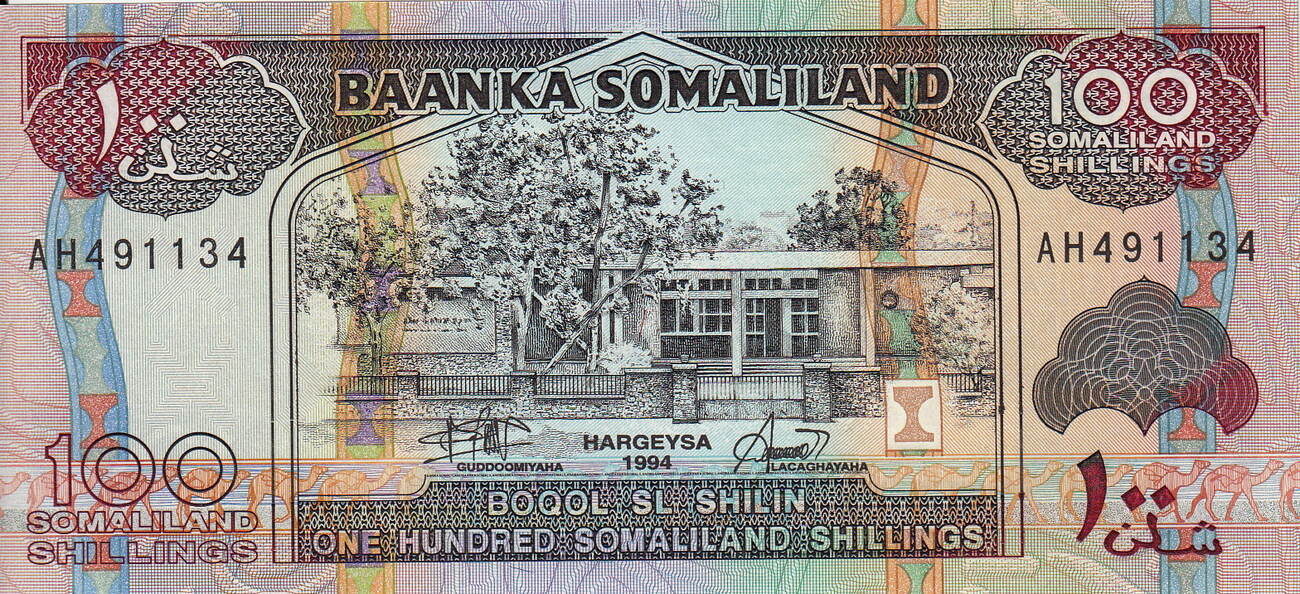 BAANKA SOMALILAND
١٠٠
شلن
100
SOMALILAND
SHILLINGS
AH491134
AH491134
HARGEYSA
1994
GUDDOOMIYAHA
LACAGHAYAHA
100
SOMALILAND
SHILLINGS
BOQOL SL SHILIN
ONE HUNDRED SOMALILAND SHILLINGS
١٠٠
شلن